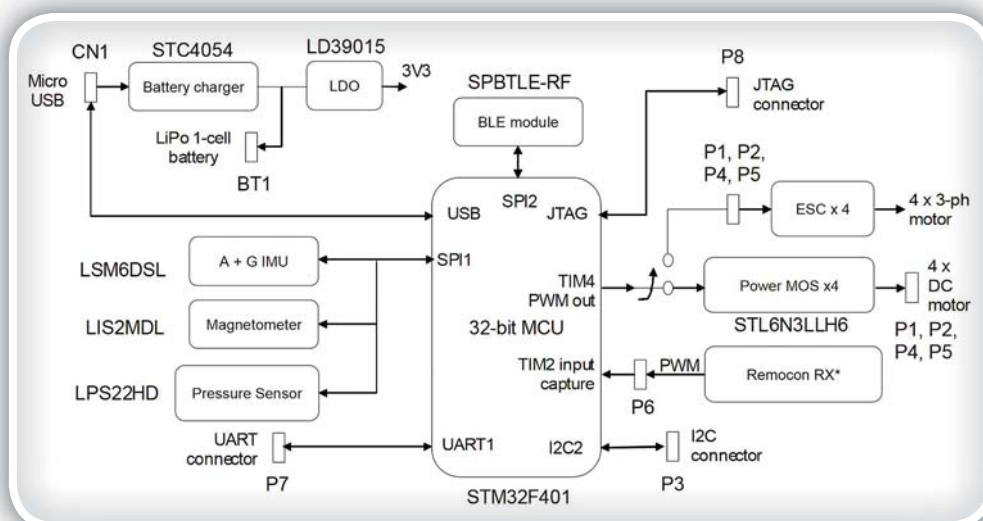 CN1
STC4054
LD39015
Micro
USB
Battery charger
LDO
3V3
LiPo 1-cell
battery
BT1
SPBTLE-RF
BLE module
P8
JTAG
connector
P1, P2,
P4, P5
ESC x 4
4 x 3-ph
motor
SPI2
USB
JTAG
LSM6DSL
A + G IMU
SPI1
LIS2MDL
Magnetometer
TIM4
PWM out
32-bit MCU
Power MOS x4
STL6N3LLH6
4 x
DC
motor
P1, P2,
P4, P5
LPS22HD
Pressure Sensor
TIM2 input
capture
PWM
P6
Remocon RX*
UART
connector
P7
UART1
I2C2
I2C
connector
P3
STM32F401